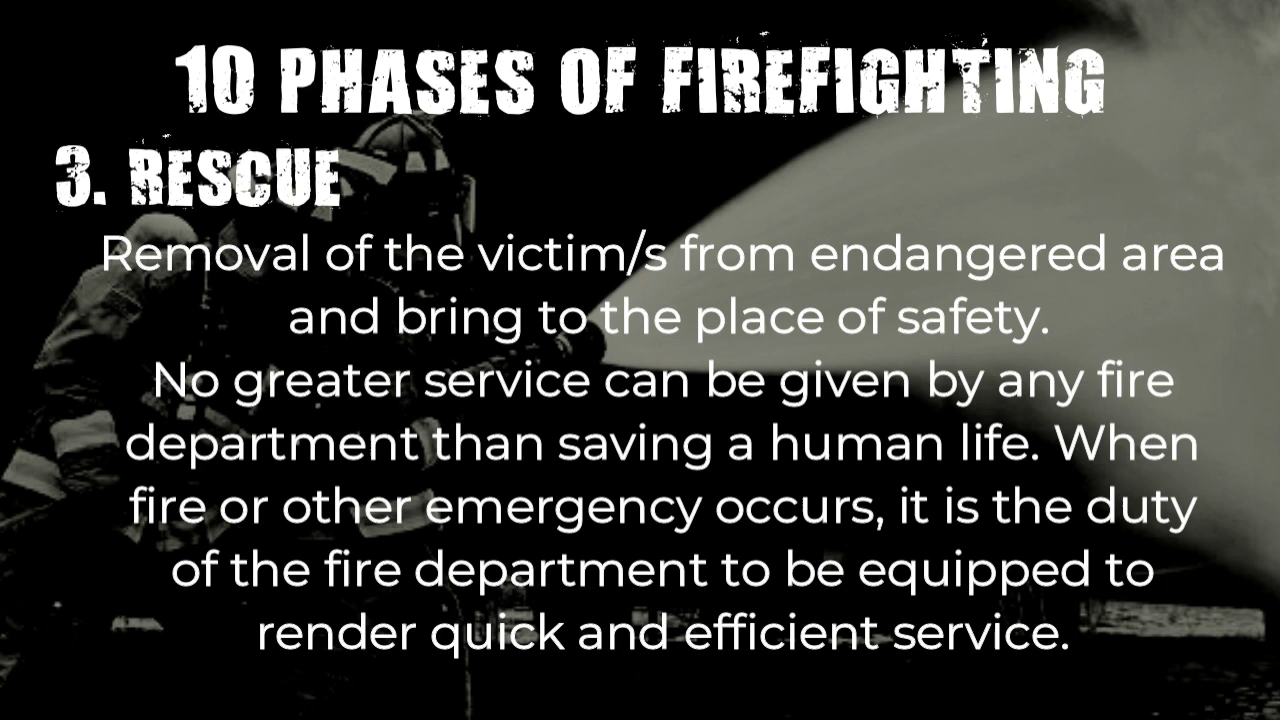 10 PHASES OF FIREFIGHTING
3. RESCUE
Removal of the victim/s from endangered area
and bring to the place of safety.
No greater service can be given by any fire
department than saving a human life. When
fire or other emergency occurs, it is the duty
of the fire department to be equipped to
render quick and efficient service.